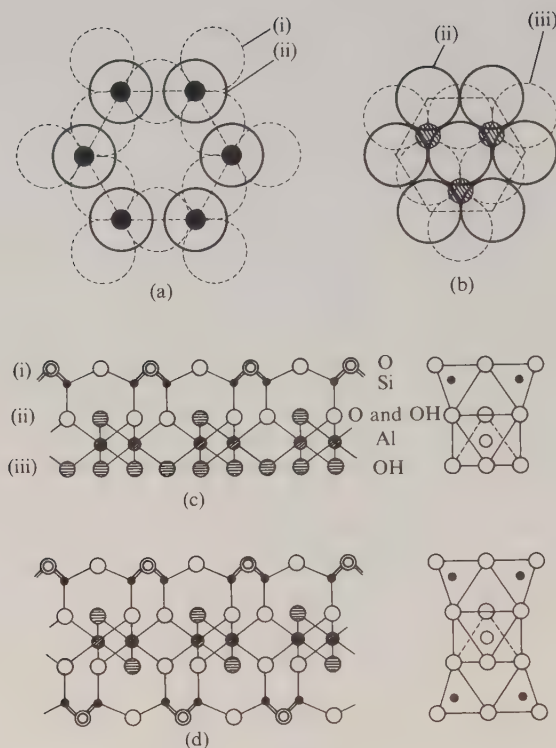 (i)
(ii)
(a)
(ii)
(iii)
(b)
(i)
O
Si
(ii)
O and OH
Al
(iii)
OH
(c)
(d)